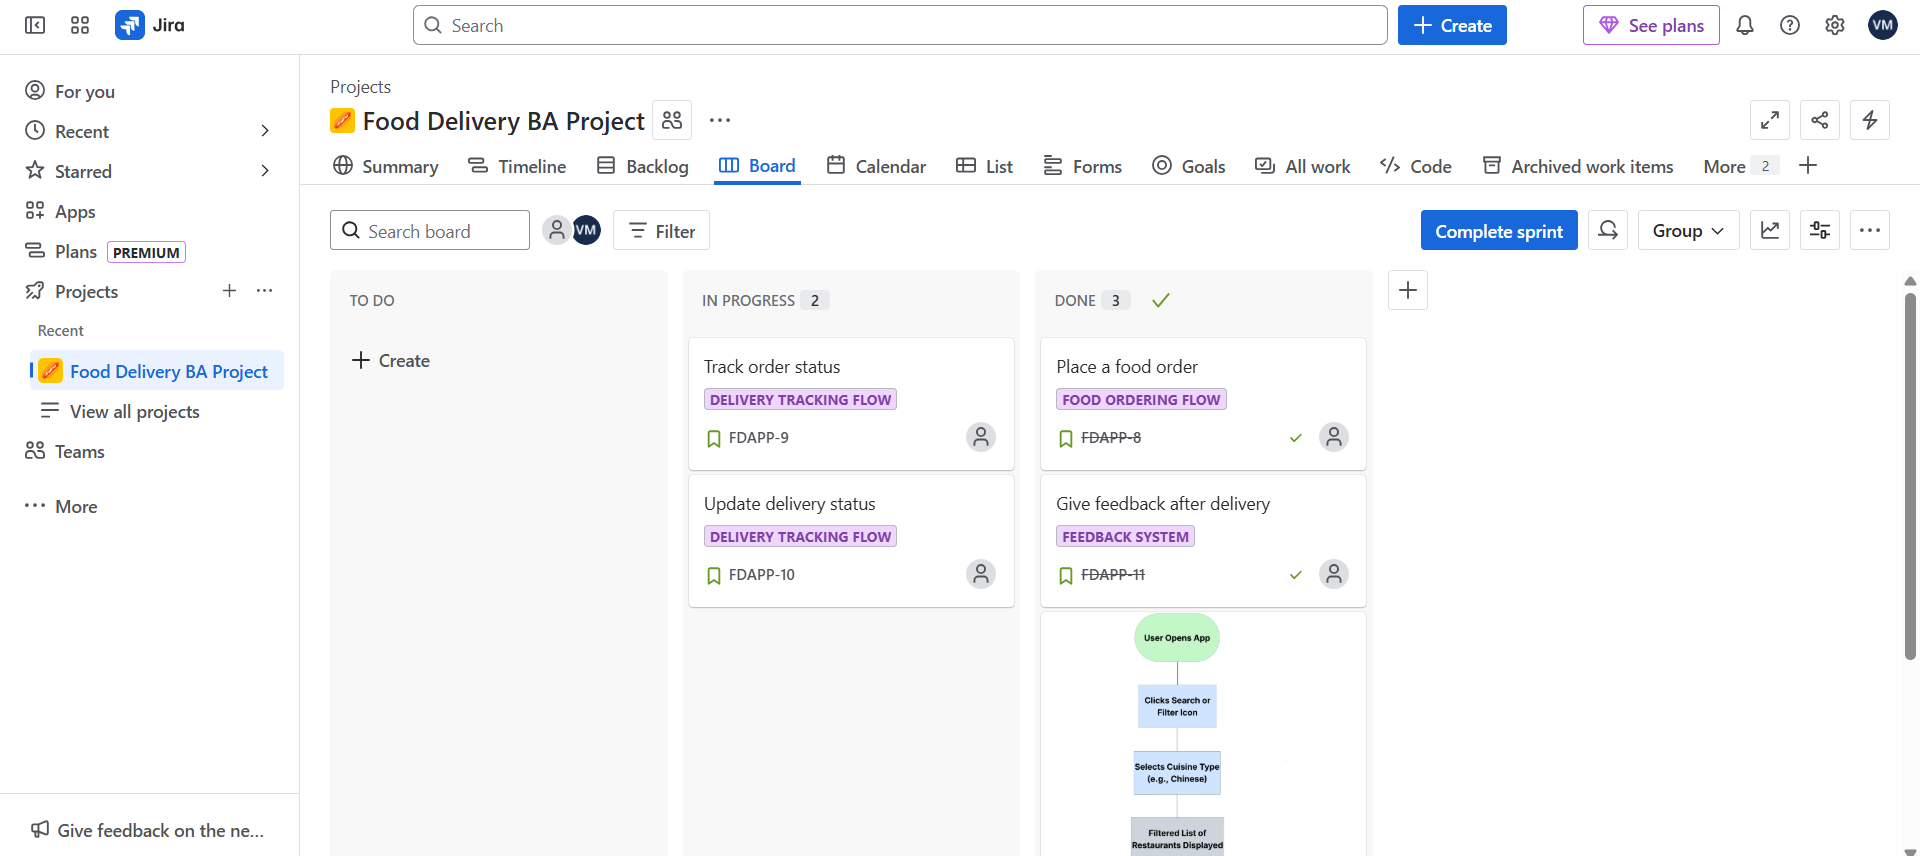 Jira
Search
Create
See plans
VM
For you
Recent
Starred
Apps
Plans PREMIUM
Projects
Recent
Food Delivery BA Project
View all projects
Teams
More
Give feedback on the ne...
Projects
Food Delivery BA Project
Summary Timeline Backlog Board Calendar List Forms Goals All work Code Archived work items More 2
Search board VM Filter Complete sprint Group
TO DO
Create
IN PROGRESS 2
Track order status
DELIVERY TRACKING FLOW
FDAPP-9
Update delivery status
DELIVERY TRACKING FLOW
FDAPP-10
DONE 3
Place a food order
FOOD ORDERING FLOW
FDAPP-8
Give feedback after delivery
FEEDBACK SYSTEM
FDAPP-11
User Opens App
Clicks Search or
Filter Icon
Selects Cuisine Type
(e.g., Chinese)
Filtered List of
Restaurants Displayed